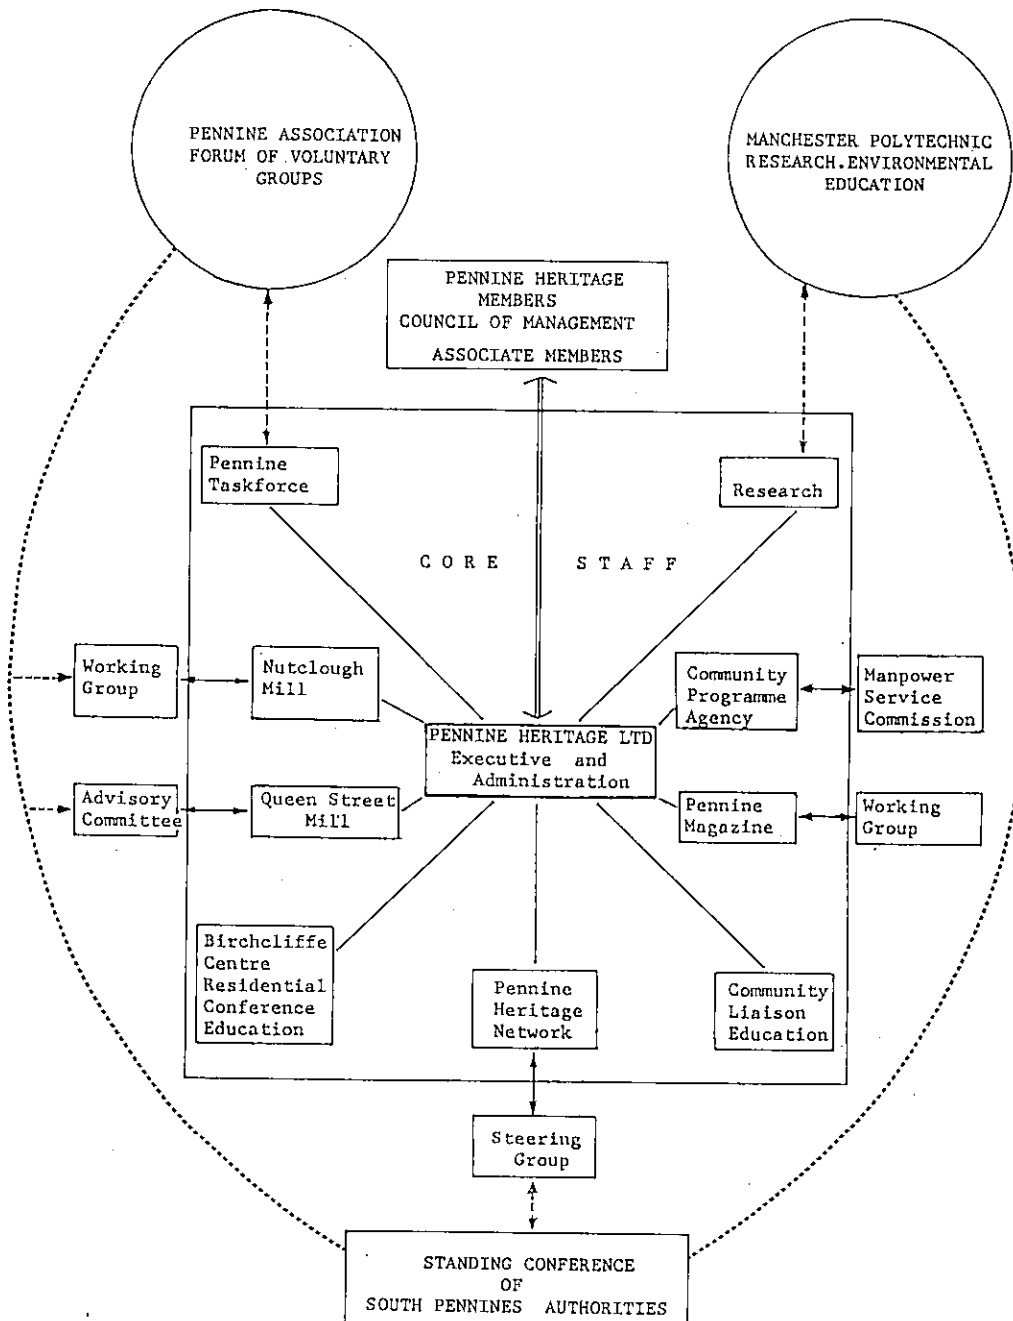 PENNINE ASSOCIATION
FORUM OF VOLUNTARY
GROUPS
MANCHESTER POLYTECHNIC
RESEARCH.ENVIRONMENTAL
EDUCATION
PENNINE HERITAGE
MEMBERS
COUNCIL OF MANAGEMENT
ASSOCIATE MEMBERS
Pennine
Taskforce
Research
CORE STAFF
Working
Group
Nutclough
Mill
Community
Programme
Agency
Manpower
Service
Commission
PENNINE HERITAGE LTD
Executive and
Administration
Advisory
Committee
Queen Street
Mill
Pennine
Magazine
Working
Group
Birchcliffe
Centre
Residential
Conference
Education
Pennine
Heritage
Network
Community
Liaison
Education
Steering
Group
STANDING CONFERENCE
OF
SOUTH PENNINES AUTHORITIES